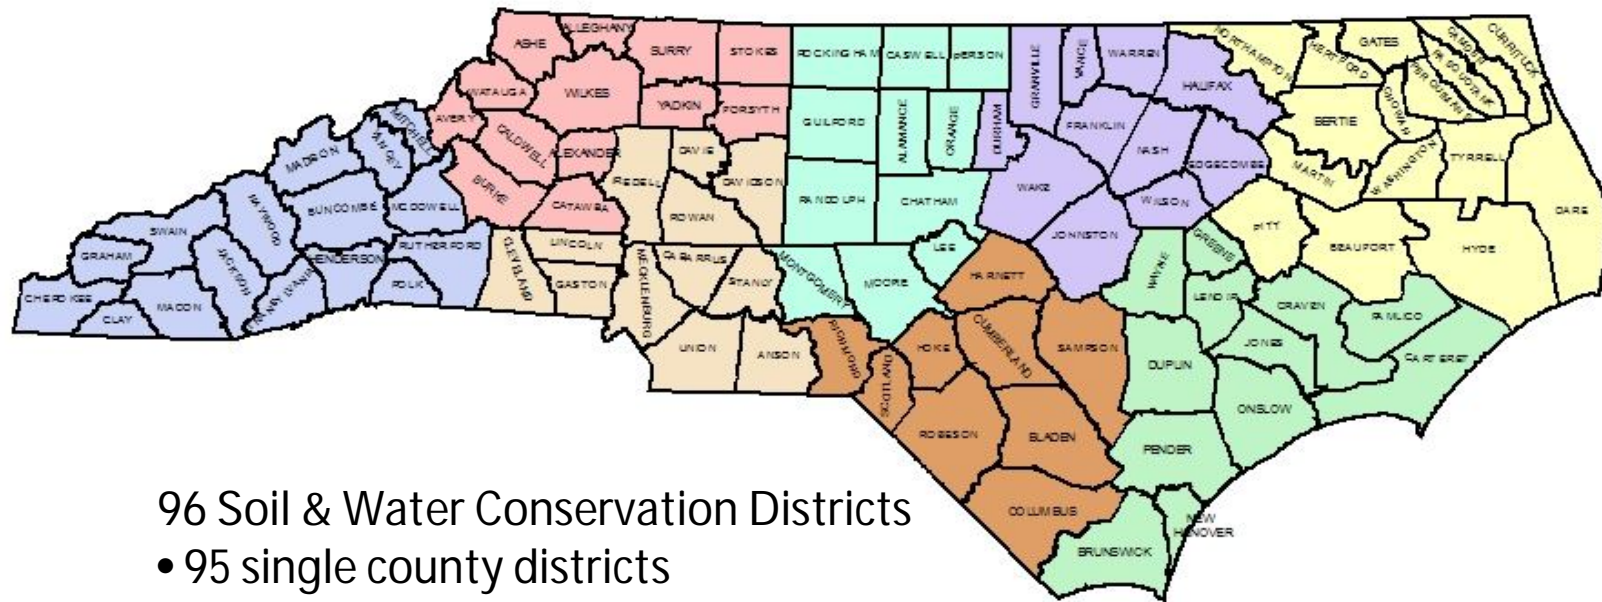 ASHE
ALLEGHANY
SURRY
STOKES
ROCKINGHAM
CASWELL
pERSON
GRANVILLE
VANCE
WARREN
NORTHAMPTON
HERTFORD
GATES
CAMDEN
CURRITUCK
PASQUOTANK
PERQUIMANS
CHOWAN
HALIFAX
WATAUGA
WILKES
YADKIN
FORSYTH
GUILFORD
ALAMANCE
ORANGE
DURHAM
FRANKLIN
NASH
EDGECOMBE
BERTIE
MARTIN
WASHINGTON
TYRRELL
DARE
MITCHELL
AVERY
CALDWELL
ALEXANDER
DAVIE
IREDELL
DAVIDSON
MADISON
YANCEY
BURKE
CATAWBA
ROWAN
RANDOLPH
CHATHAM
WAKE
WILSON
pITT
BEAUFORT
HYDE
HAYWOOD
BUNCOMBE
MCDOWELL
SWAIN
GRAHAM
JACKSON
HENDERSON
RUTHERFORD
POLK
CLEVELAND
LINCOLN
GASTON
MECKLENBURG
CABARRUS
STANLY
MONTGOMERY
MOORE
LEE
HARNETT
JOHNSTON
WAYNE
GREENE
LENOIR
CRAVEN
PAMLICO
CHEROKEE
CLAY
MACON
UNION
ANSON
RICHMOND
SCOTLAND
HOKE
CUMBERLAND
SAMPSON
DUPLIN
JONES
CARTERET
ONSLOW
ROBESON
BLADEN
PENDER
COLUMBUS
NEW
HANOVER
BRUNSWICK
96 Soil & Water Conservation Districts
• 95 single county districts